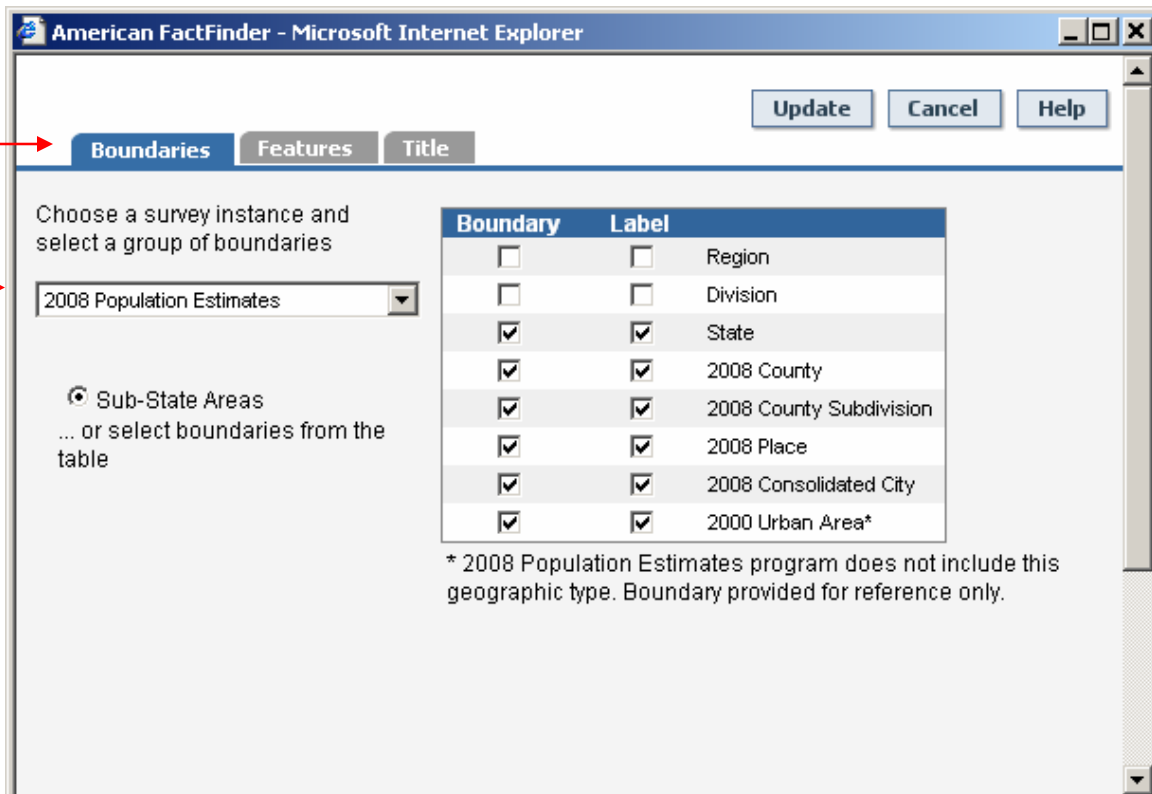 American FactFinder - Microsoft Internet Explorer
Update Cancel Help
Boundaries Features Title
Choose a survey instance and
select a group of boundaries
2008 Population Estimates
Sub-State Areas
... or select boundaries from the
table
Boundary Label
Region
Division
State
2008 County
2008 County Subdivision
2008 Place
2008 Consolidated City
2000 Urban Area*
* 2008 Population Estimates program does not include this
geographic type. Boundary provided for reference only.